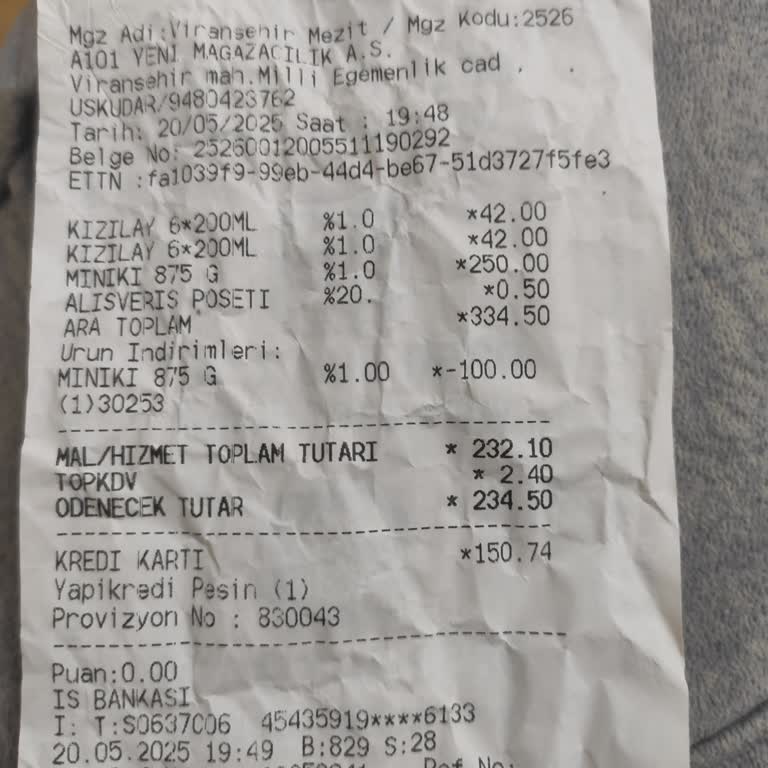 Mgz Adi:Viransehir Mezit / Mgz Kodu:2526
A101 YENI MAGAZACILIK A.S.
Viransehir mah.Milli Egemenlik cad .
USKUDAR/9480423762
Tarih: 20/05/2025 Saat : 19:48
Belge No: 2526001200551119‍0292
ETTN :fa1039f9-99eb-44d4-be67-51d3727f5fe3
KIZILAY 6*200ML %1.0 *42.00
KIZILAY 6*200ML %1.0 *42.00
MINIKI 875 G %1.0 *250.00
ALISVERIS POSETI %20. *0.50
ARA TOPLAM *334.50
Urun Indirimleri:
MINIKI 875 G %1.00 *-100.00
(1)30253
MAL/HIZMET TOPLAM TUTARI * 232.10
TOPKDV * 2.40
ODENECEK TUTAR * 234.50
KREDI KARTI *150.74
Yapikredi Pesin (1)
Provizyon No : 830043
Puan:0.00
IS BANKASI
I: T:S0637C06 45435919****6133
20.05.2025 19:49 B:829 S:28
Ref No: